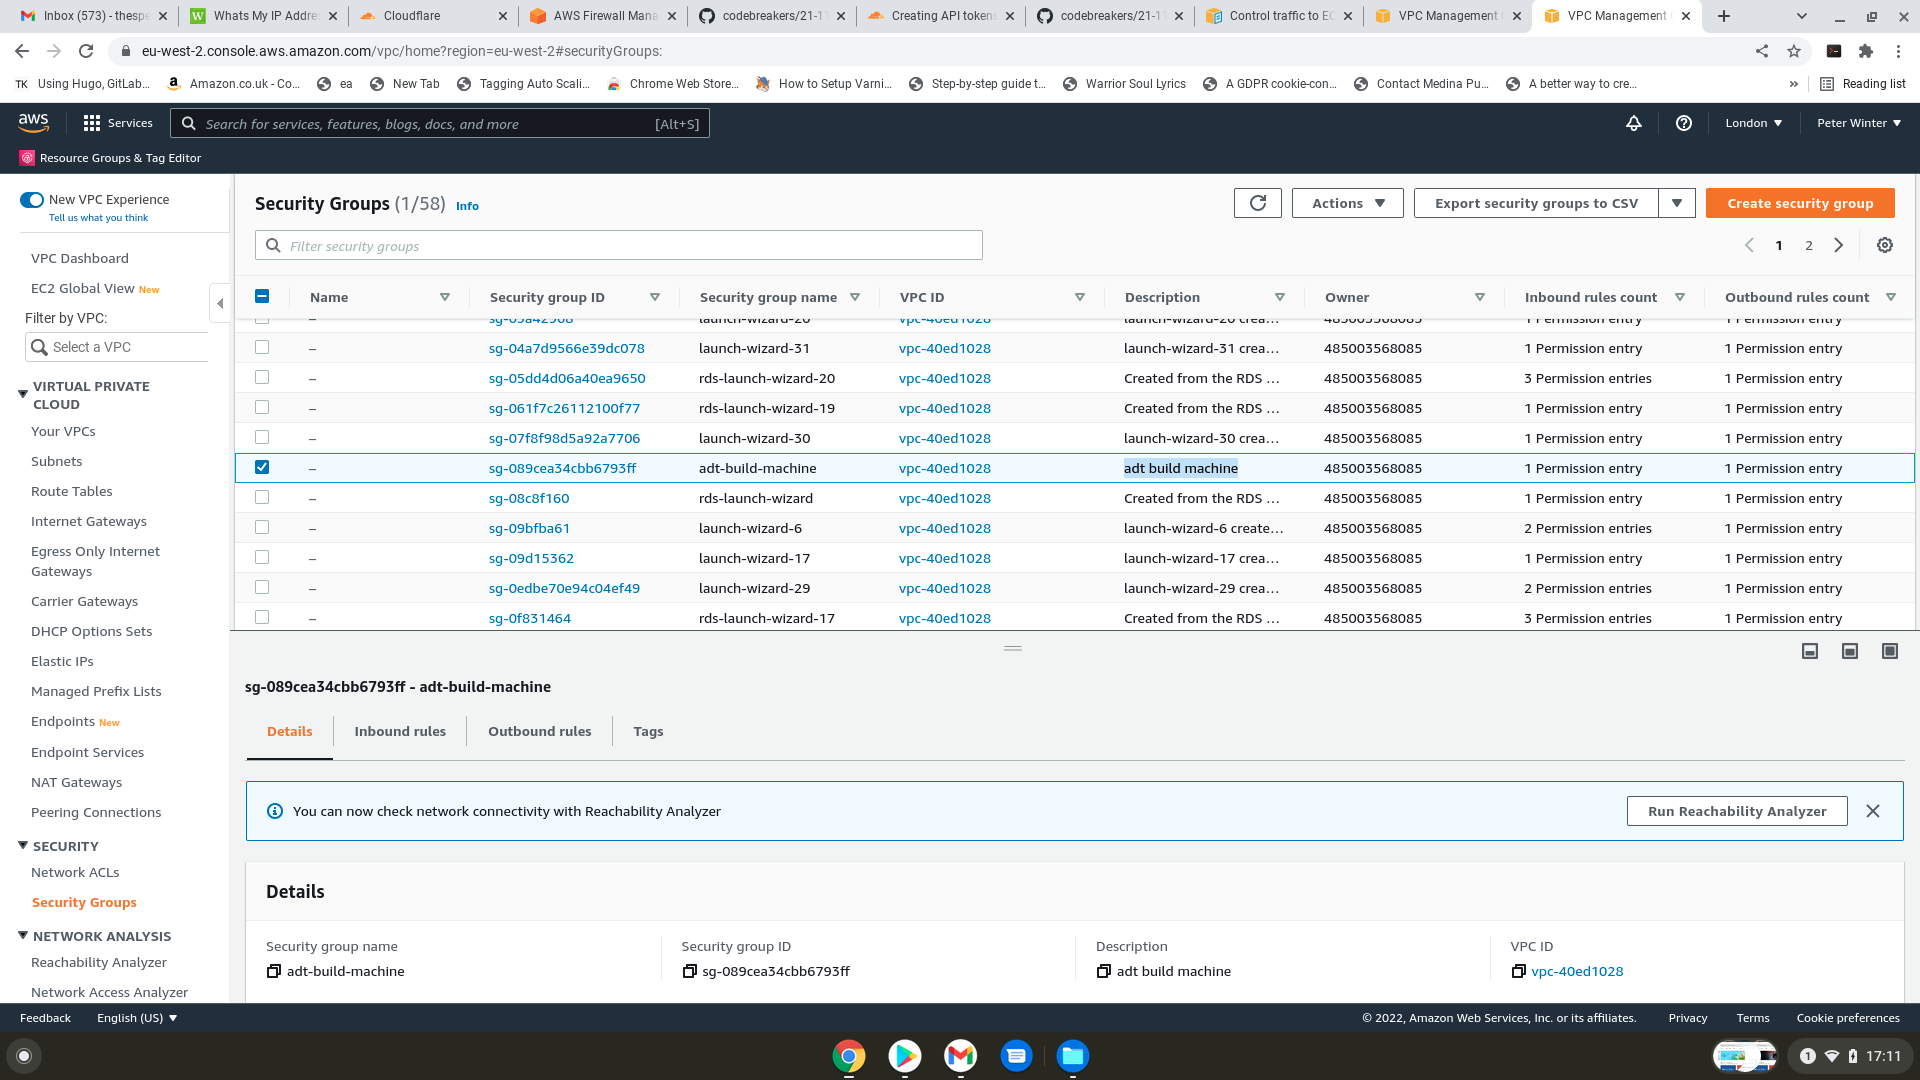 Inbox (573) - thespe
Whats My IP Addre
Cloudflare
AWS Firewall Mana
codebreakers/21-1
Creating API tokens
codebreakers/21-1
Control traffic to EC
VPC Management C
VPC Management C
eu-west-2.console.aws.amazon.com/vpc/home?region=eu-west-2#securityGroups:
TK Using Hugo, GitLab...
Amazon.co.uk - Co...
ea
New Tab
Tagging Auto Scali...
Chrome Web Store...
How to Setup Varni...
Step-by-step guide t...
Warrior Soul Lyrics
A GDPR cookie-con...
Contact Medina Pu...
A better way to cre...
»
Reading list
aws
Services
Search for services, features, blogs, docs, and more [Alt+S]
London
Peter Winter
Resource Groups & Tag Editor
New VPC Experience
Tell us what you think
VPC Dashboard
EC2 Global View New
Filter by VPC:
Select a VPC
VIRTUAL PRIVATE
CLOUD
Your VPCs
Subnets
Route Tables
Internet Gateways
Egress Only Internet
Gateways
Carrier Gateways
DHCP Option Sets
Elastic IPs
Managed Prefix Lists
Endpoints New
Endpoint Services
NAT Gateways
Peering Connections
SECURITY
Network ACLs
Security Groups
NETWORK ANALYSIS
Reachability Analyzer
Network Access Analyzer
Security Groups (1/58) Info
Actions
Export security groups to CSV
Create security group
Filter security groups
1 2
Name Security group ID Security group name VPC ID Description Owner Inbound rules count Outbound rules count
– sg-05a42968 launch-wizard-20 vpc-40ed1028 launch-wizard-20 crea... 485003568085 1 Permission entry 1 Permission entry
– sg-04a7d9566e39dc078 launch-wizard-31 vpc-40ed1028 launch-wizard-31 crea... 485003568085 1 Permission entry 1 Permission entry
– sg-05dd4d06a40ea9650 rds-launch-wizard-20 vpc-40ed1028 Created from the RDS ... 485003568085 3 Permission entries 1 Permission entry
– sg-061f7c26112100f77 rds-launch-wizard-19 vpc-40ed1028 Created from the RDS ... 485003568085 1 Permission entry 1 Permission entry
– sg-07f8f98d5a92a7706 launch-wizard-30 vpc-40ed1028 launch-wizard-30 crea... 485003568085 1 Permission entry 1 Permission entry
– sg-089cea34cbb6793ff adt-build-machine vpc-40ed1028 adt build machine 485003568085 1 Permission entry 1 Permission entry
– sg-08c8f160 rds-launch-wizard vpc-40ed1028 Created from the RDS ... 485003568085 1 Permission entry 1 Permission entry
– sg-09bfba61 launch-wizard-6 vpc-40ed1028 launch-wizard-6 create... 485003568085 2 Permission entries 1 Permission entry
– sg-09d15362 launch-wizard-17 vpc-40ed1028 launch-wizard-17 crea... 485003568085 1 Permission entry 1 Permission entry
– sg-0edbe70e94c04ef49 launch-wizard-29 vpc-40ed1028 launch-wizard-29 crea... 485003568085 2 Permission entries 1 Permission entry
– sg-0f831464 rds-launch-wizard-17 vpc-40ed1028 Created from the RDS ... 485003568085 3 Permission entries 1 Permission entry
sg-089cea34cbb6793ff - adt-build-machine
Details Inbound rules Outbound rules Tags
You can now check network connectivity with Reachability Analyzer
Run Reachability Analyzer
Details
Security group name
adt-build-machine
Security group ID
sg-089cea34cbb6793ff
Description
adt build machine
VPC ID
vpc-40ed1028
Feedback English (US)
© 2022, Amazon Web Services, Inc. or its affiliates. Privacy Terms Cookie preferences
1 17:11